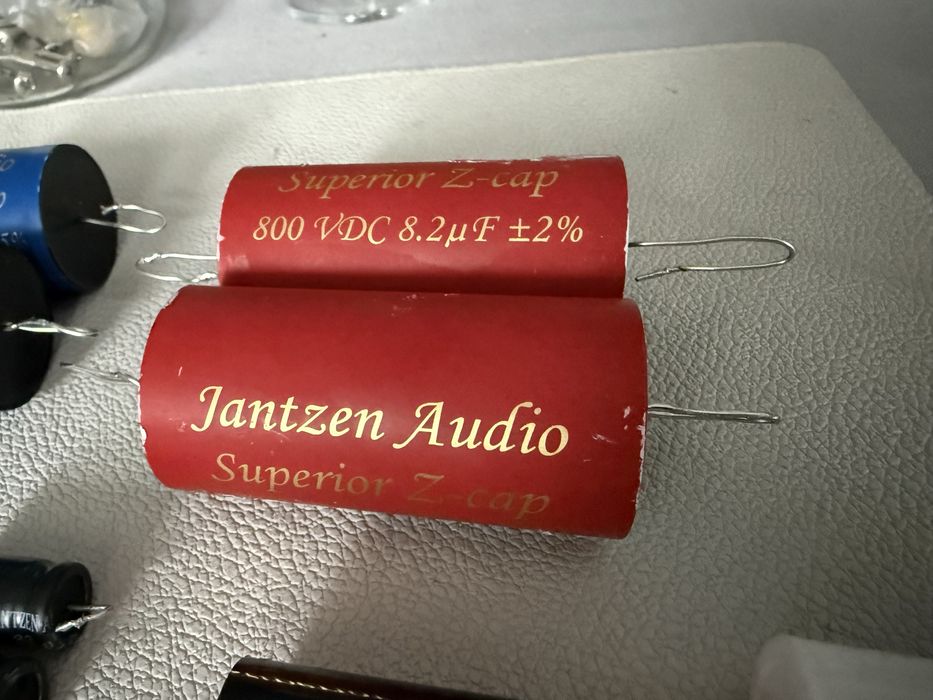 Superior Z-cap
800 VDC 8.2µF ±2%
Jantzen Audio
Superior Z-cap